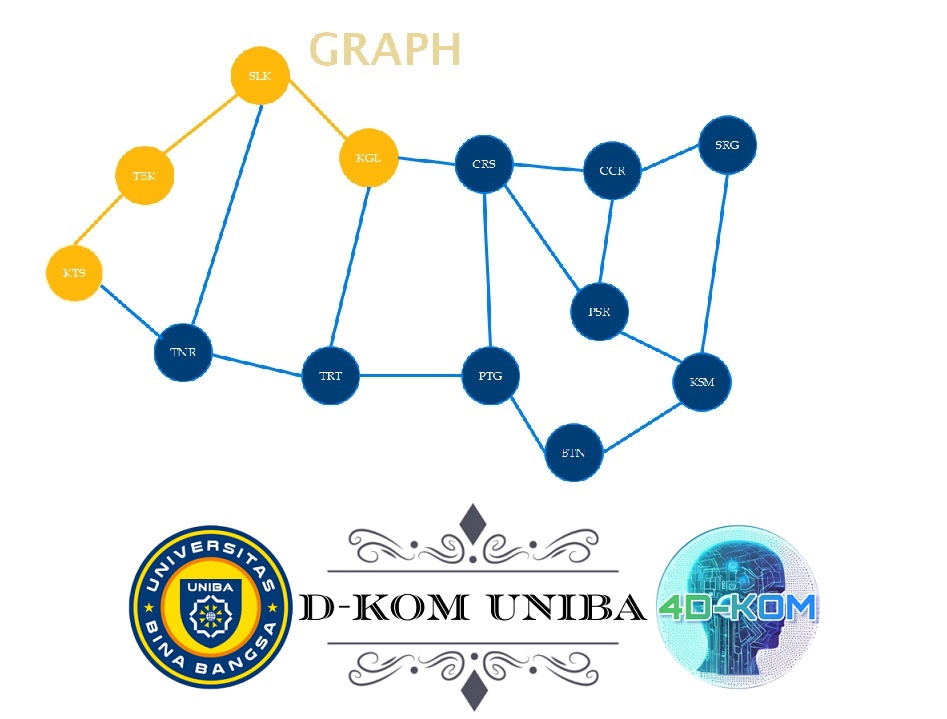 GRAPH
SLK
SRG
KGL
CRS
CCR
TBK
KTS
PSR
TNR
TRT
PTG
KSM
BTN
UNIVERSITAS
UNIBA
BINA BANGSA
D-KOM UNIBA
4D-KOM